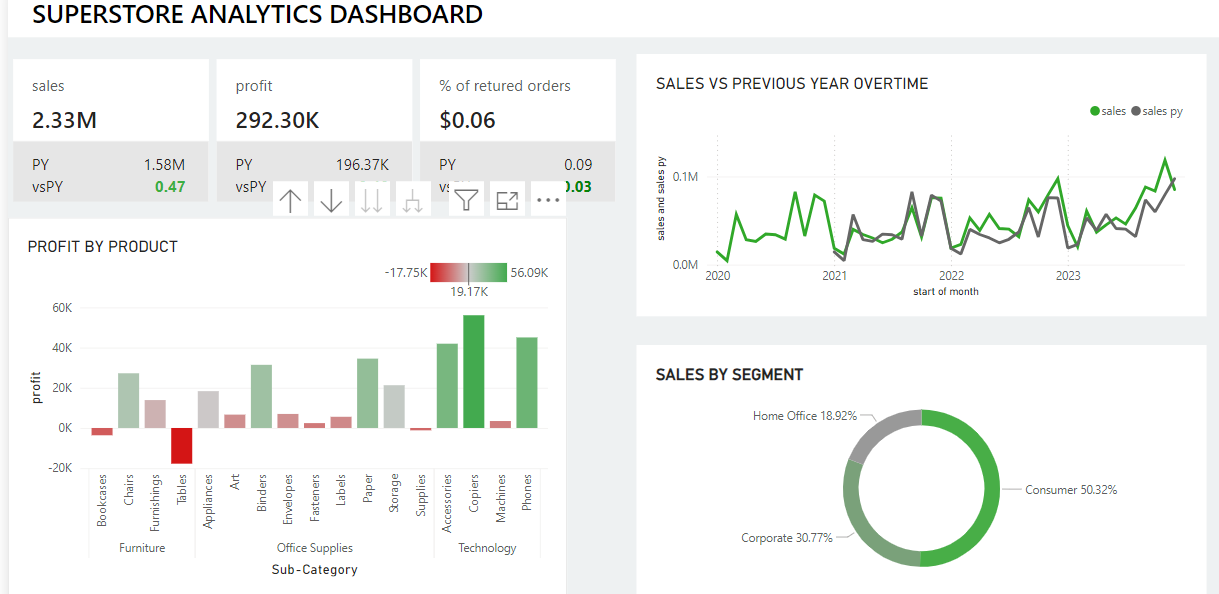 SUPERSTORE ANALYTICS DASHBOARD
sales
2.33M
PY 1.58M
vsPY 0.47
profit
292.30K
PY 196.37K
vsPY
% of retured orders
$0.06
PY 0.09
0.03
PROFIT BY PRODUCT
-17.75K 56.09K
19.17K
60K
40K
20K
0K
-20K
profit
Bookcases
Chairs
Furnishings
Tables
Appliances
Art
Binders
Envelopes
Fasteners
Labels
Paper
Storage
Supplies
Accessories
Copiers
Machines
Phones
Furniture Office Supplies Technology
Sub-Category
SALES VS PREVIOUS YEAR OVERTIME
sales sales py
sales and sales py
0.1M
0.0M
2020 2021 2022 2023
start of month
SALES BY SEGMENT
Home Office 18.92%
Consumer 50.32%
Corporate 30.77%